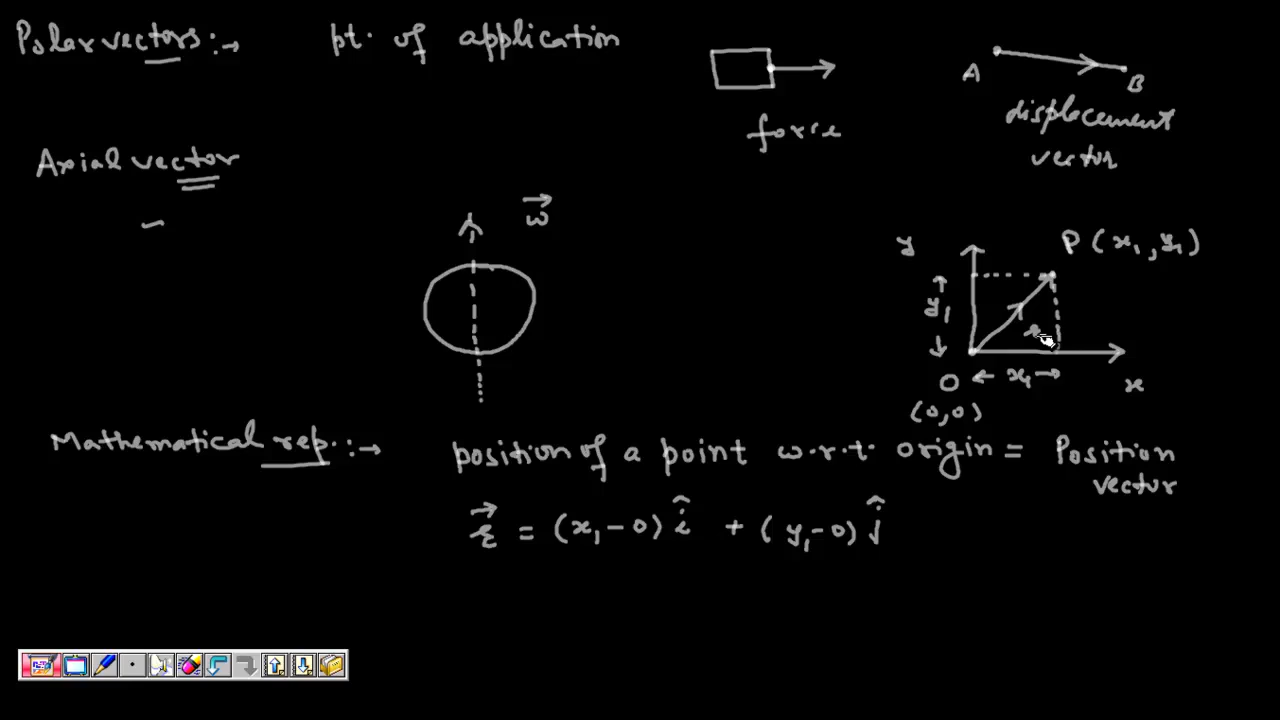 Polar vectors :→ pt. of application
A B
force
displacement
vector
Axial vector
ω
y P (x₁, y₁)
y₁
r
O x₁ x
(0,0)
Mathematical rep. :→ position of a point w.r.t. origin = Position
vector
r⃗ = (x₁-0) î + (y₁-0) ĵ